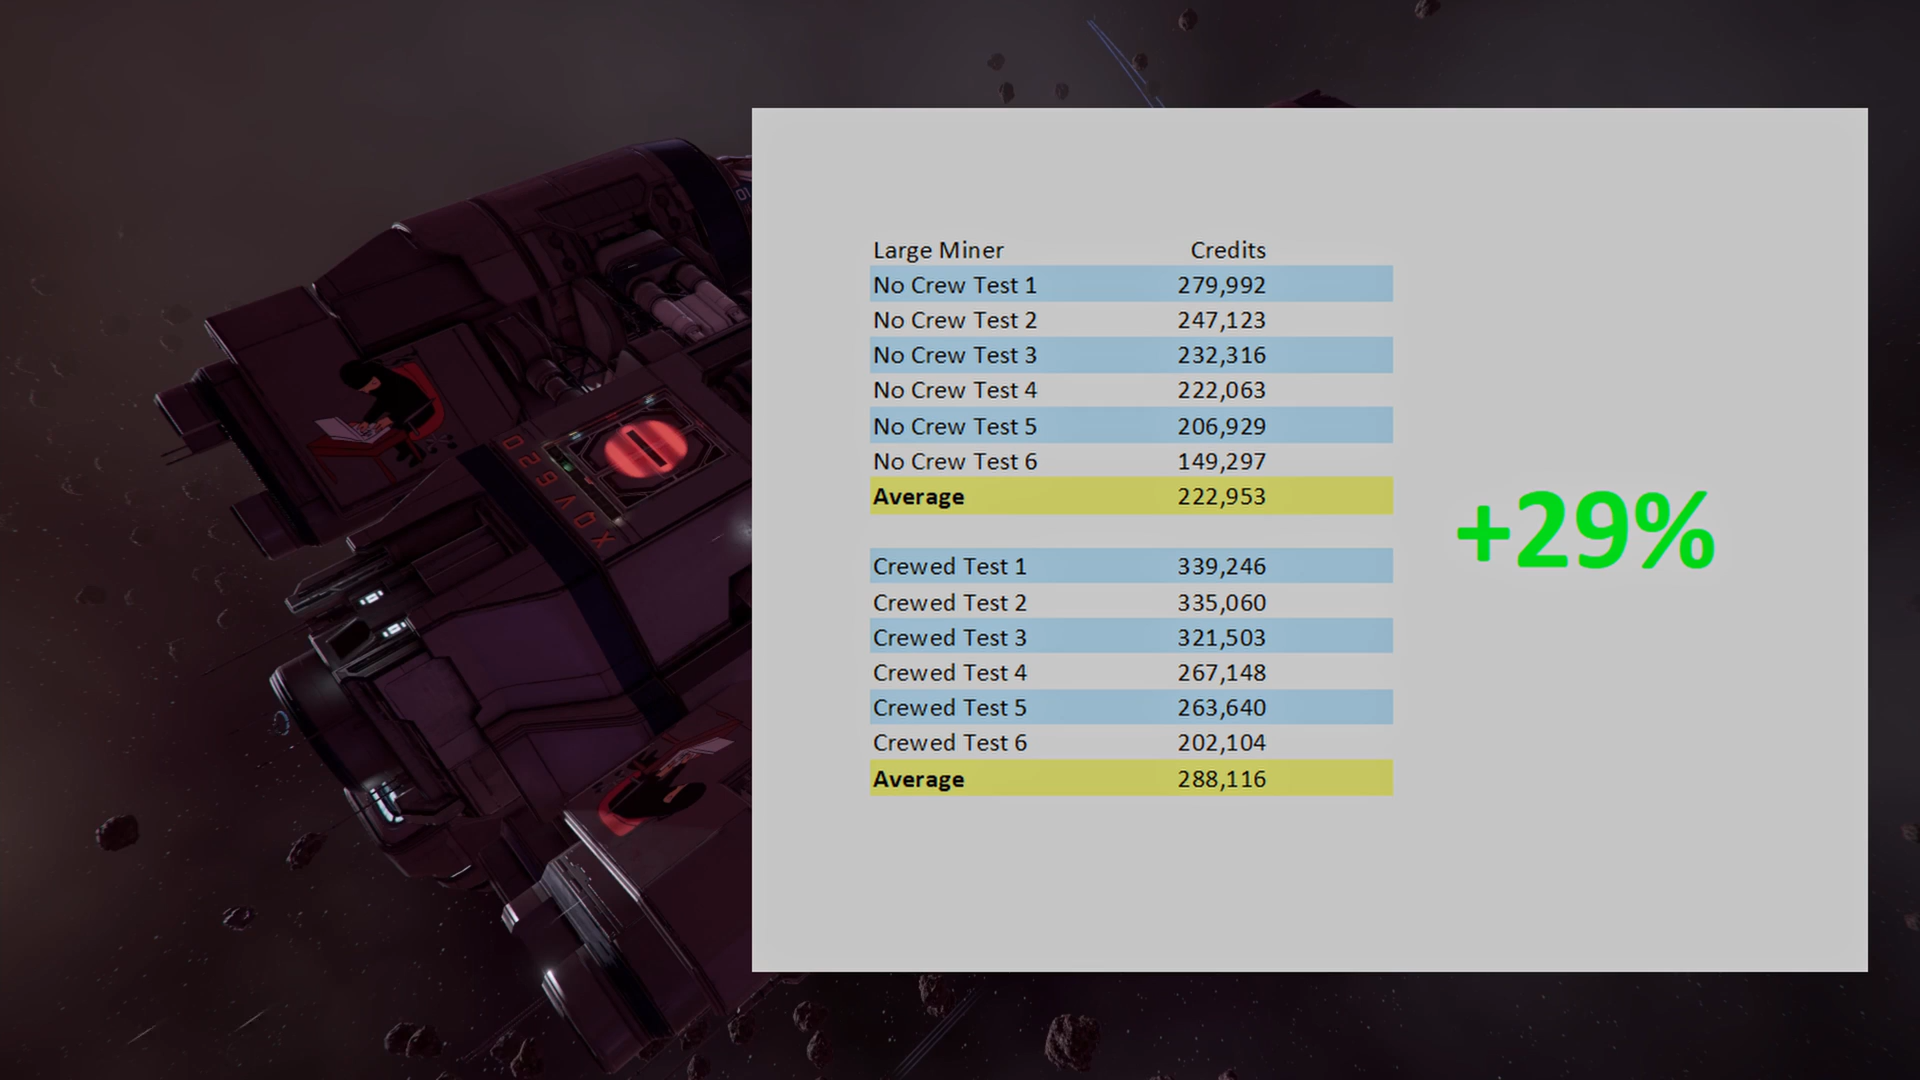 Large Miner Credits
No Crew Test 1 279,992
No Crew Test 2 247,123
No Crew Test 3 232,316
No Crew Test 4 222,063
No Crew Test 5 206,929
No Crew Test 6 149,297
Average 222,953
+29%
Crewed Test 1 339,246
Crewed Test 2 335,060
Crewed Test 3 321,503
Crewed Test 4 267,148
Crewed Test 5 263,640
Crewed Test 6 202,104
Average 288,116